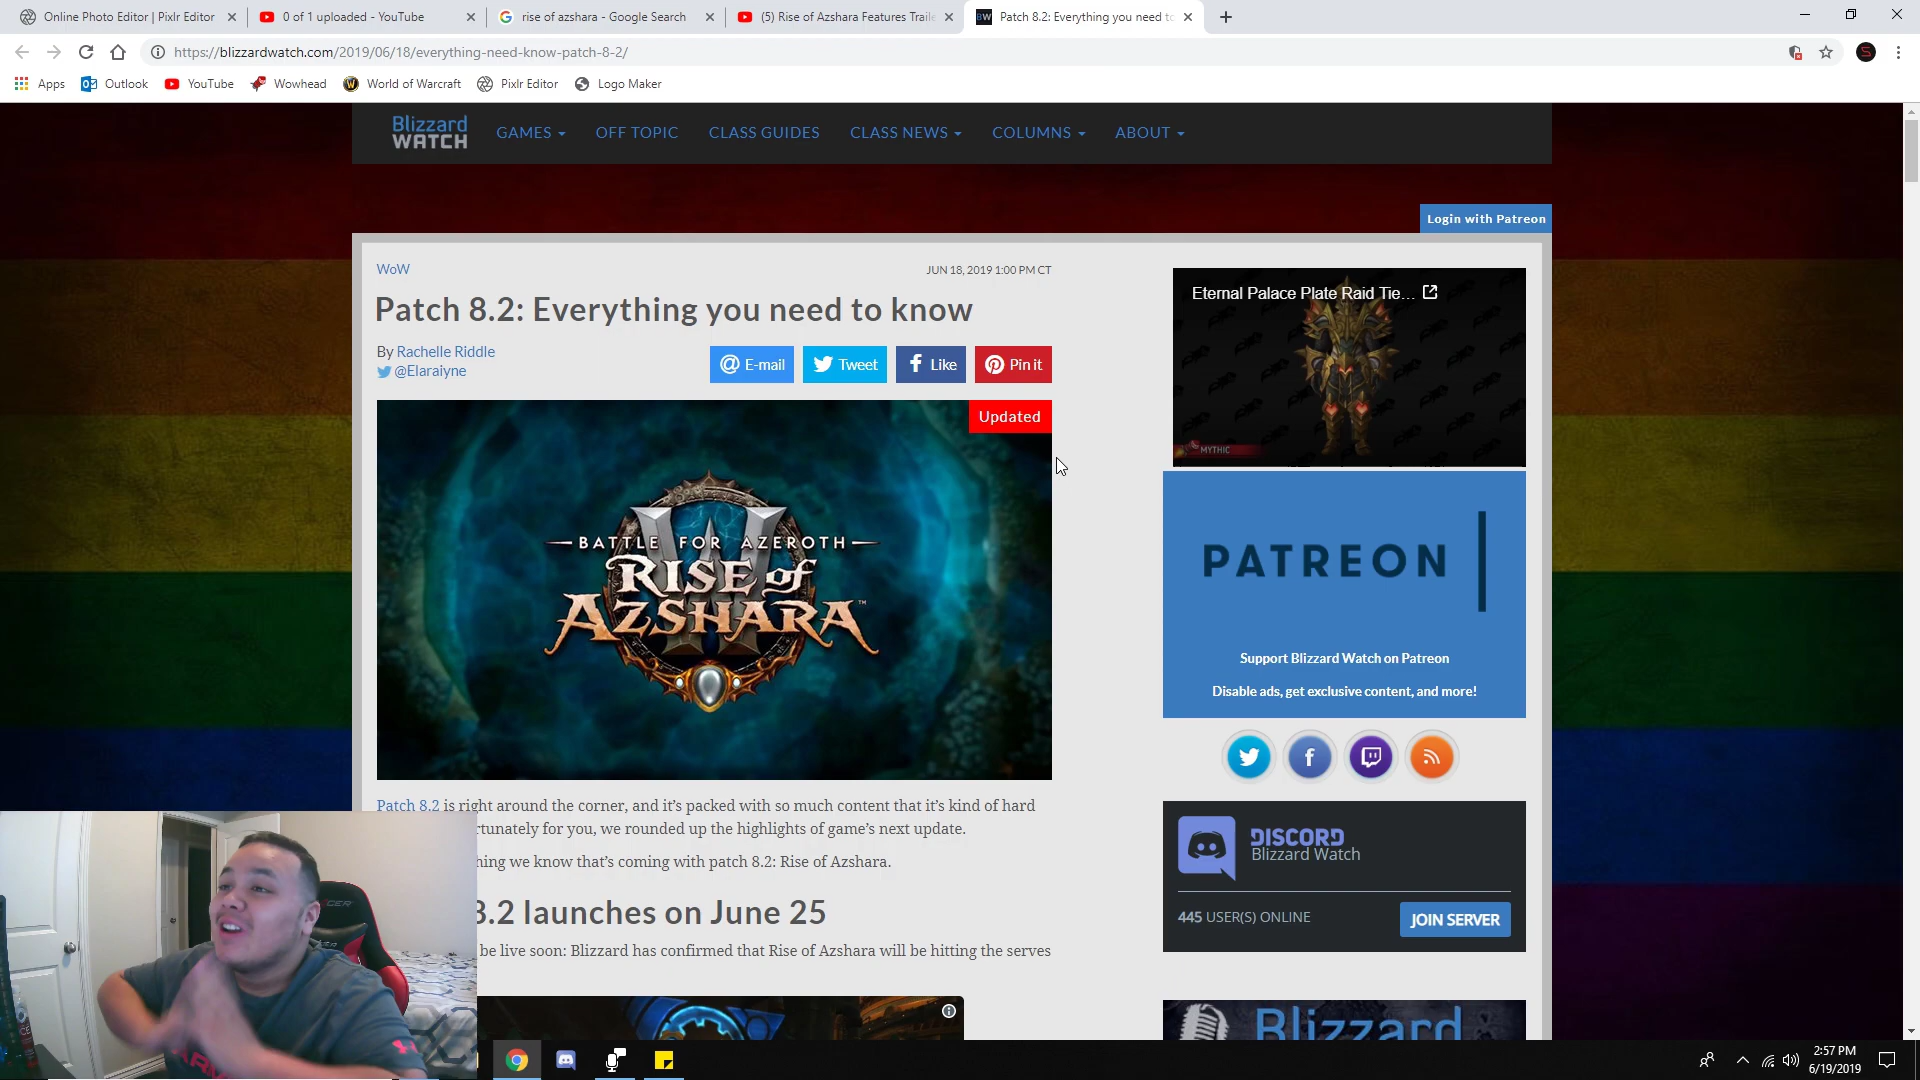 Online Photo Editor | Pixlr Editor
0 of 1 uploaded - YouTube
rise of azshara - Google Search
(5) Rise of Azshara Features Traile
Patch 8.2: Everything you need to
https://blizzardwatch.com/2019/06/18/everything-need-know-patch-8-2/
S
Apps
Outlook
YouTube
Wowhead
World of Warcraft
Pixlr Editor
Logo Maker
Blizzard
WATCH
GAMES
OFF TOPIC
CLASS GUIDES
CLASS NEWS
COLUMNS
ABOUT
Login with Patreon
WoW
JUN 18, 2019 1:00 PM CT
Patch 8.2: Everything you need to know
By Rachelle Riddle
@Elaraiyne
E-mail
Tweet
Like
Pin it
Updated
BATTLE FOR AZEROTH
RISE of
AZSHARA™
Patch 8.2 is right around the corner, and it's packed with so much content that it's kind of hard
rtunately for you, we rounded up the highlights of game's next update.
hing we know that's coming with patch 8.2: Rise of Azshara.
8.2 launches on June 25
be live soon: Blizzard has confirmed that Rise of Azshara will be hitting the serves
Eternal Palace Plate Raid Tie...
MYTHIC
PATREON
Support Blizzard Watch on Patreon
Disable ads, get exclusive content, and more!
DISCORD
Blizzard Watch
445 USER(S) ONLINE
JOIN SERVER
Blizzard
2:57 PM
6/19/2019